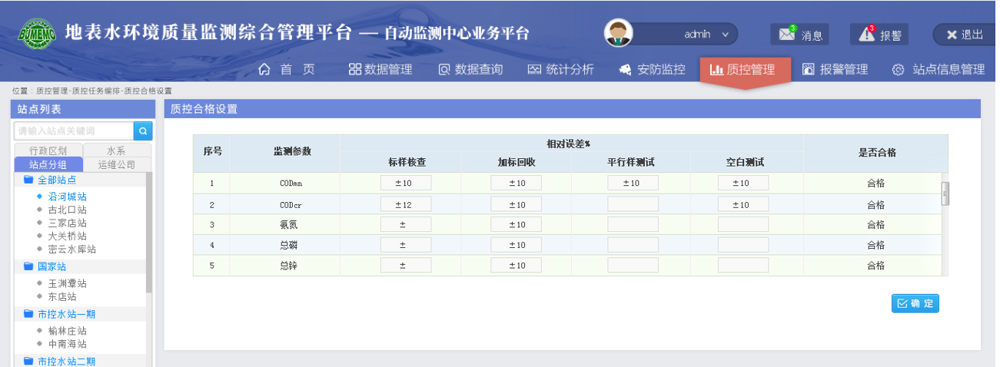 BJMEMC 地表水环境质量监测综合管理平台 — 自动监测中心业务平台
admin 3 消息 3 报警 退出
首 页 数据管理 数据查询 统计分析 安防监控 质控管理 报警管理 站点信息管理
位置：质控管理-质控任务编排-质控合格设置
站点列表
请输入站点关键词
行政区划 水系
站点分组 运维公司
全部站点
沿河城站
古北口站
三家店站
大关桥站
密云水库站
国家站
玉渊潭站
东店站
市控水站一期
榆林庄站
中南海站
市控水站二期
质控合格设置
序号 监测参数 相对误差% 是否合格
标样核查 加标回收 平行样测试 空白测试
1 CODmn ±10 ±10 ±10 ±10 合格
2 CODcr ±12 ±10 ±10 合格
3 氨氮 ± ±10 合格
4 总磷 ± ±10 合格
5 总锌 ± ±10 合格
确 定